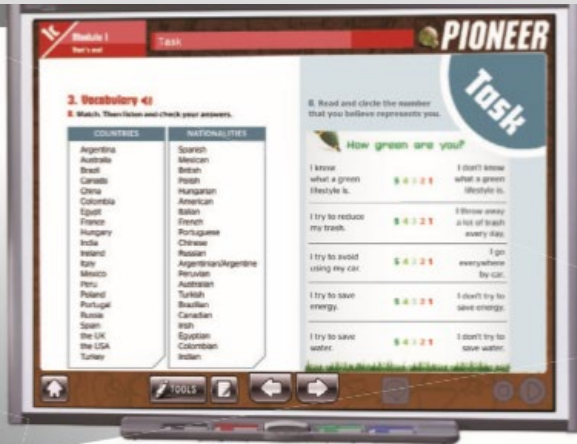 1c
Module 1
Task
PIONEER
Task
3. Vocabulary
Match. Then listen and check your answers.
COUNTRIES
Argentina
Australia
Brazil
Canada
China
Colombia
Egypt
France
Hungary
India
Ireland
Italy
Mexico
Peru
Poland
Portugal
Russia
Spain
the UK
the USA
Turkey
NATIONALITIES
Spanish
Mexican
British
Polish
Hungarian
American
Italian
French
Portuguese
Chinese
Russian
Argentinian/Argentine
Peruvian
Australian
Turkish
Brazilian
Canadian
Irish
Egyptian
Colombian
Indian
Read and circle the number
that you believe represents you.
How green are you?
I know
what a green
lifestyle is.
5 4 3 2 1
I don't know
what a green
lifestyle is.
I try to reduce
my trash.
5 4 3 2 1
I throw away
a lot of trash
every day.
I try to avoid
using my car.
5 4 3 2 1
I go
everywhere
by car.
I try to save
energy.
5 4 3 2 1
I don't try to
save energy.
I try to save
water.
5 4 3 2 1
I don't try to
save water.
TOOLS